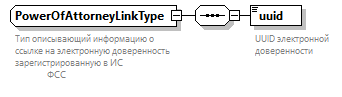 PowerOfAttorneyLinkType
uuid
Тип описывающий информацию о
ссылке на электронную доверенность
зарегистрированную в ИС
ФСС
UUID электронной
доверенности